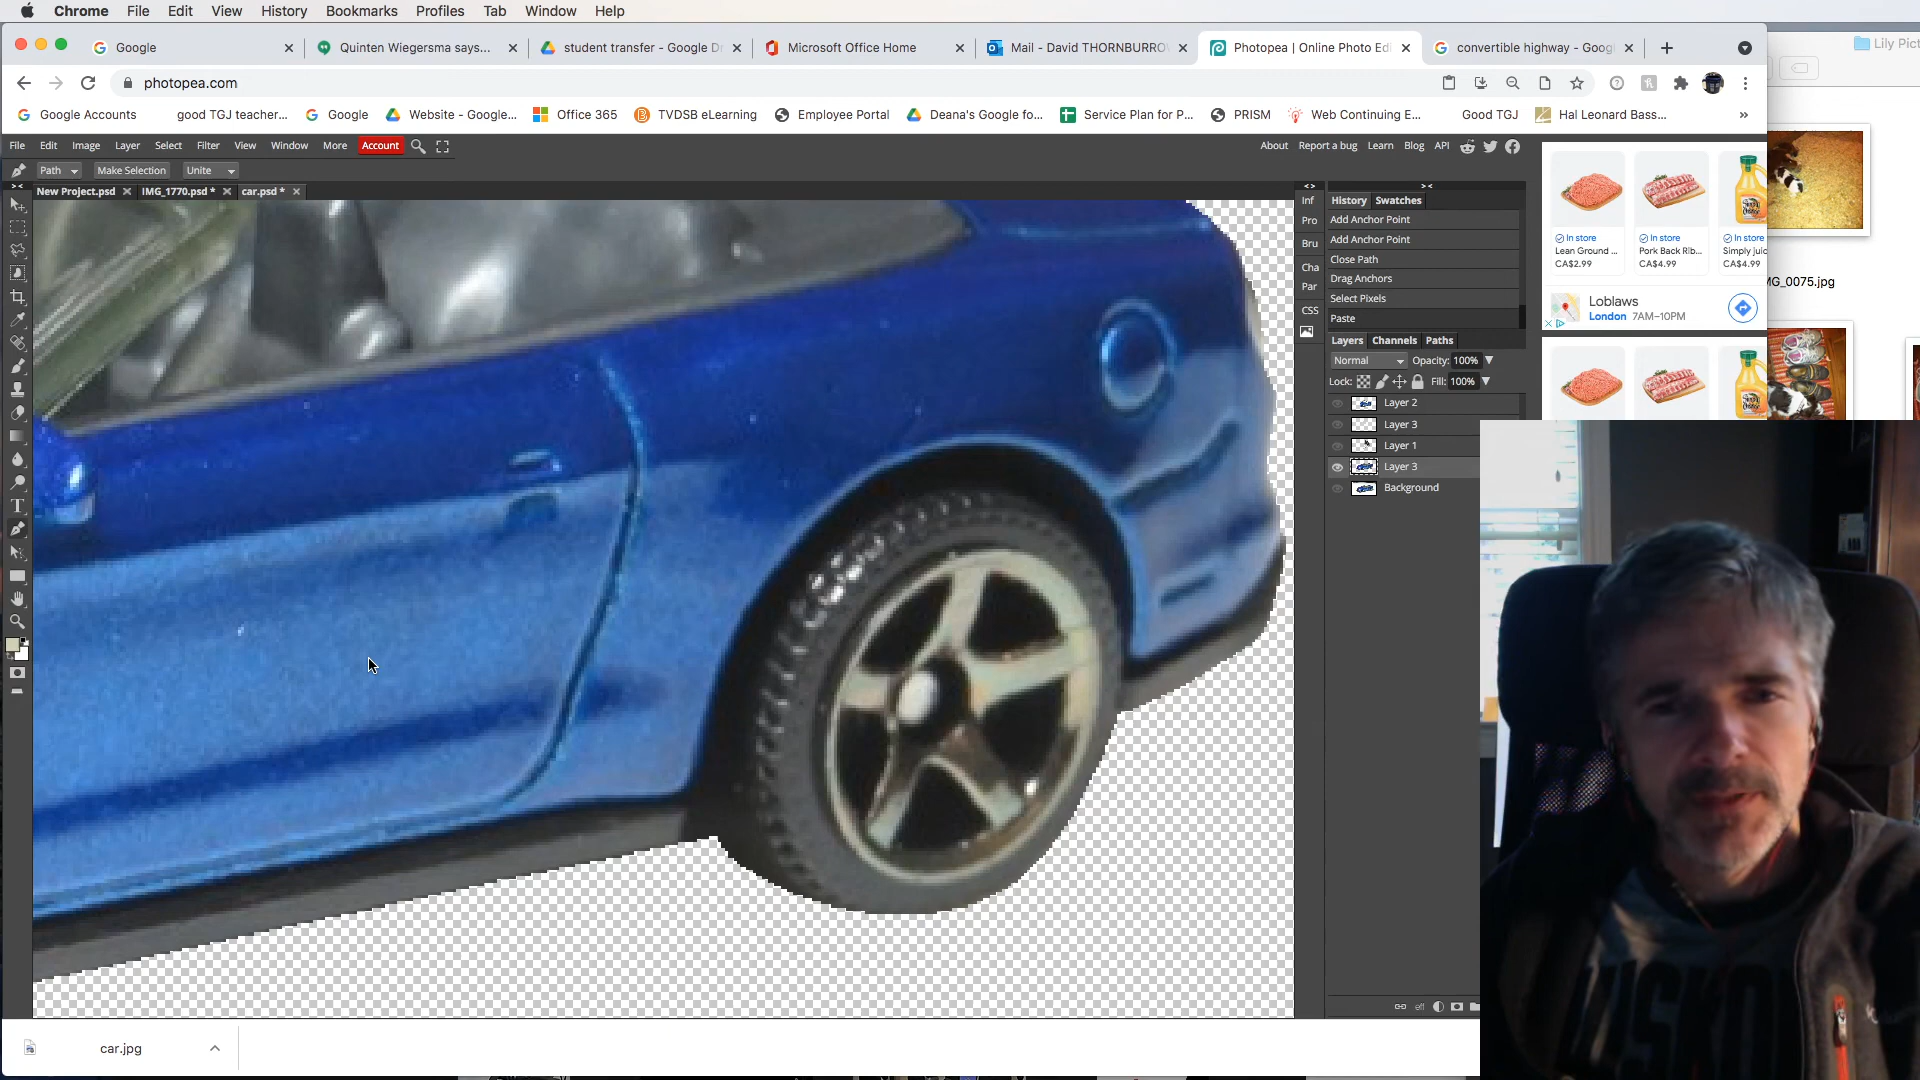 Chrome File Edit View History Bookmarks Profiles Tab Window Help
Google Quinten Wiegersma says... student transfer - Google Dr Microsoft Office Home Mail - David THORNBURRO Photopea | Online Photo Edi convertible highway - Goog Lily Pict
photopea.com
Google Accounts good TGJ teacher... Google Website - Google... Office 365 TVDSB eLearning Employee Portal Deana's Google fo... Service Plan for P... PRISM Web Continuing E... Good TGJ Hal Leonard Bass...
File Edit Image Layer Select Filter View Window More Account About Report a bug Learn Blog API
Path Make Selection Unite
New Project.psd IMG_1770.psd * car.psd *
Inf
Pro
Bru
Cha
Par
CSS
History Swatches
Add Anchor Point
Add Anchor Point
Close Path
Drag Anchors
Select Pixels
Paste
Layers Channels Paths
Normal Opacity: 100%
Lock: Fill: 100%
Layer 2
Layer 3
Layer 1
Layer 3
Background
eff
In store In store In store
Lean Ground ... Pork Back Rib... Simply juic
CA$2.99 CA$4.99 CA$4.99
Loblaws
London 7AM–10PM
MG_0075.jpg
car.jpg